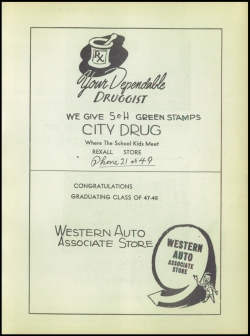 Rx
Your Dependable
DRUGGIST
WE GIVE S&H GREEN STAMPS
CITY DRUG
Where The School Kids Meet
REXALL STORE
Phone 21 or 49
CONGRATULATIONS
GRADUATING CLASS OF 47-48
WESTERN AUTO
ASSOCIATE STORE
WESTERN
AUTO
ASSOCIATE
STORE